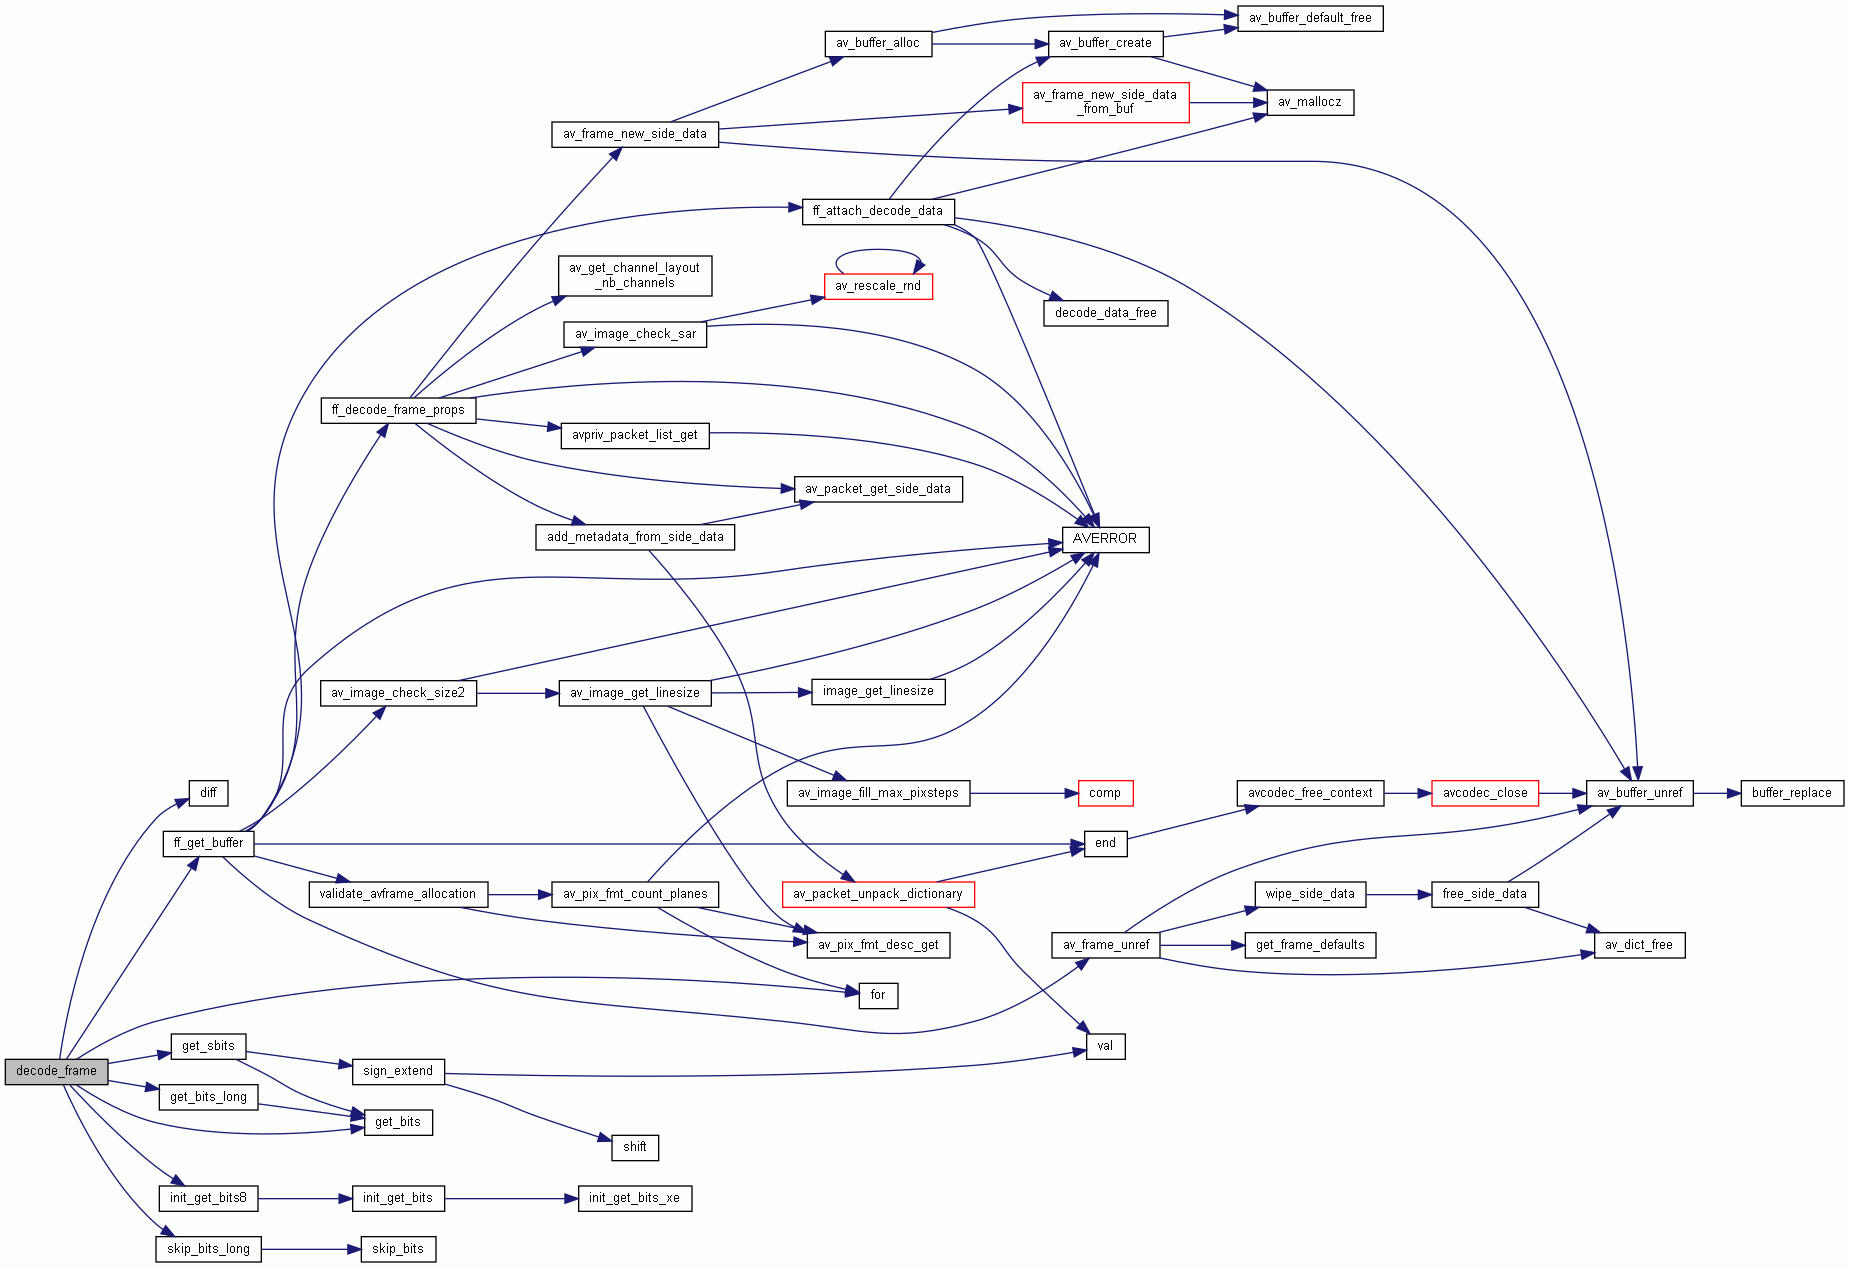 av_buffer_default_free
av_buffer_alloc
av_buffer_create
av_frame_new_side_data
_from_buf
av_mallocz
av_frame_new_side_data
ff_attach_decode_data
av_get_channel_layout
_nb_channels
av_rescale_rnd
decode_data_free
av_image_check_sar
ff_decode_frame_props
avpriv_packet_list_get
av_packet_get_side_data
add_metadata_from_side_data
AVERROR
av_image_check_size2
av_image_get_linesize
image_get_linesize
diff
av_image_fill_max_pixsteps
comp
avcodec_free_context
avcodec_close
av_buffer_unref
buffer_replace
ff_get_buffer
end
validate_avframe_allocation
av_pix_fmt_count_planes
av_packet_unpack_dictionary
wipe_side_data
free_side_data
av_pix_fmt_desc_get
av_frame_unref
get_frame_defaults
av_dict_free
for
get_sbits
val
decode_frame
sign_extend
get_bits_long
get_bits
shift
init_get_bits8
init_get_bits
init_get_bits_xe
skip_bits_long
skip_bits